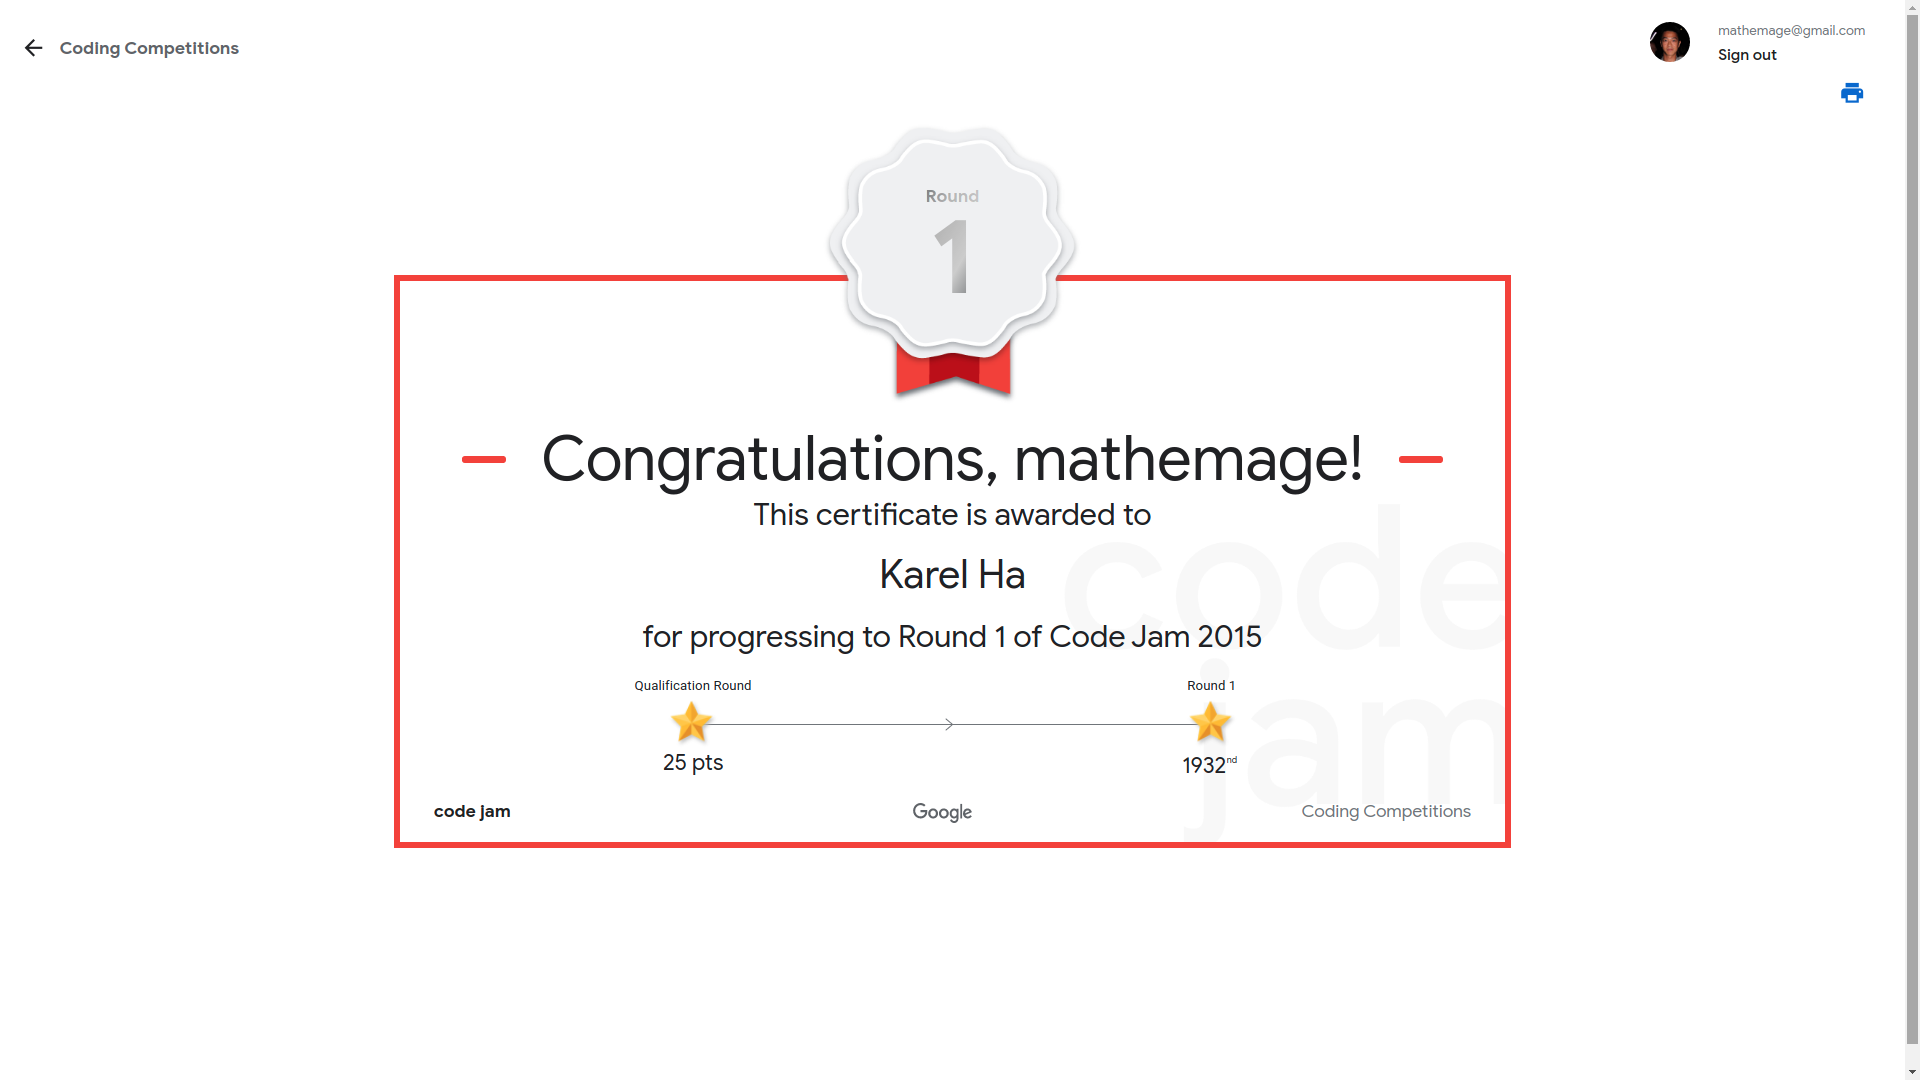 Coding Competitions
mathemage@gmail.com
Sign out
Round
1
Congratulations, mathemage!
This certificate is awarded to
Karel Ha
for progressing to Round 1 of Code Jam 2015
code
jam
Qualification Round
Round 1
25 pts
1932nd
code jam
Google
Coding Competitions